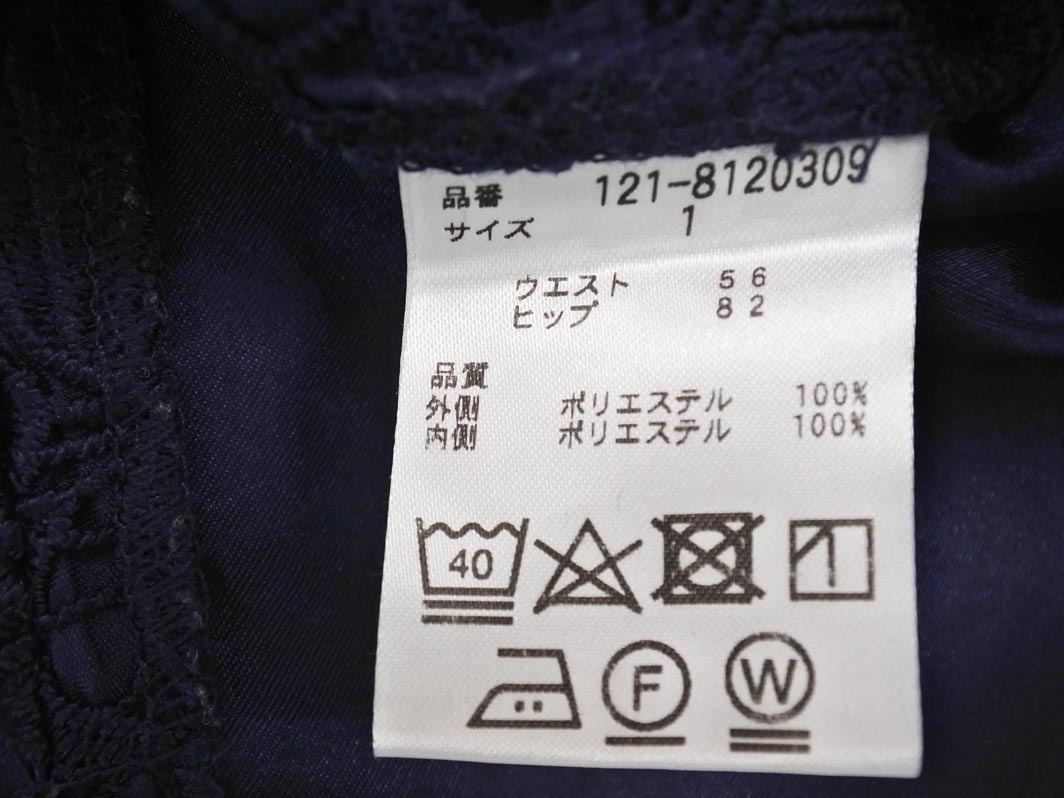 品番 121-8120309
サイズ 1
ウエスト 56
ヒップ 82
品質
外側 ポリエステル 100%
内側 ポリエステル 100%
40
F W